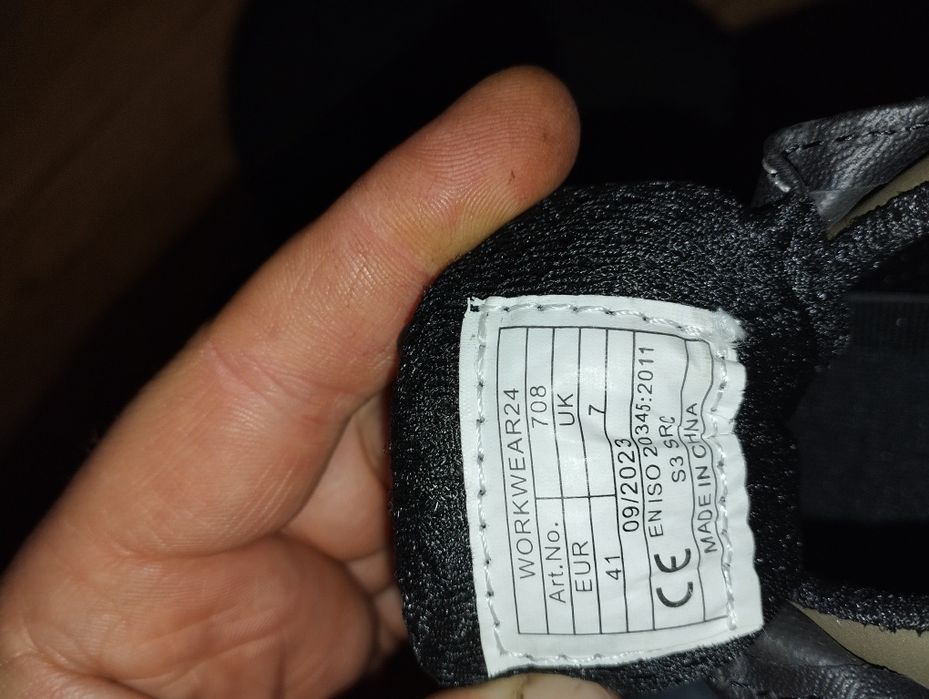 WORKWEAR24
Art.No. 708
EUR UK
41 7
09/2023
EN ISO 20345:2011
CE S3 SRC
MADE IN CHNA